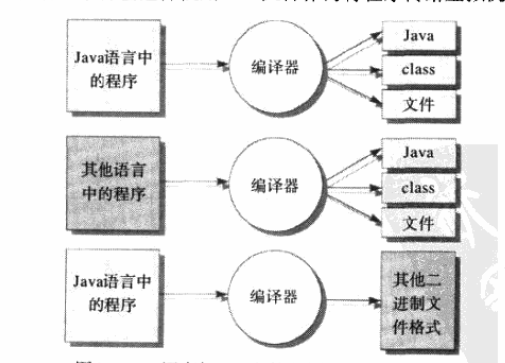 Java语言中
的程序
编译器
Java
class
文件
其他语言
中的程序
编译器
Java
class
文件
Java语言中
的程序
编译器
其他二
进制文
件格式